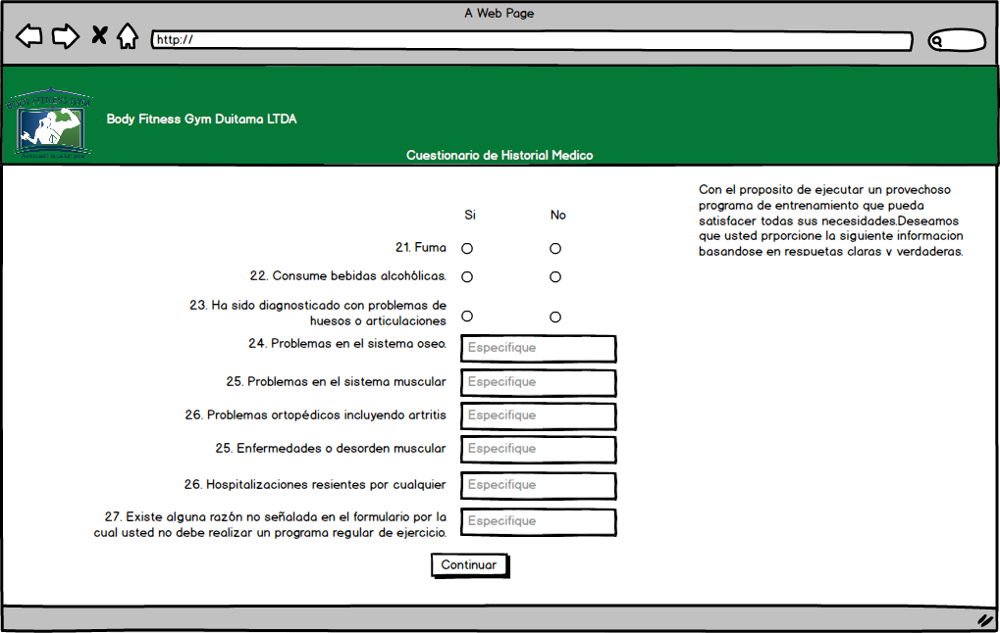 A Web Page
http://
BODY FITNESS GYM
Body Fitness Gym Duitama LTDA
Cuestionario de Historial Medico
Con el proposito de ejecutar un provechoso
programa de entrenamiento que pueda
satisfacer todas sus necesidades.Deseamos
que usted prporcione la siguiente informacion
basandose en respuetas claras y verdaderas.
Si No
21. Fuma
22. Consume bebidas alcohólicas.
23. Ha sido diagnosticado con problemas de
huesos o articulaciones
24. Problemas en el sistema oseo. Especifique
25. Problemas en el sistema muscular Especifique
26. Problemas ortopédicos incluyendo artritis Especifique
25. Enfermedades o desorden muscular Especifique
26. Hospitalizaciones resientes por cualquier Especifique
27. Existe alguna razón no señalada en el formulario por la
cual usted no debe realizar un programa regular de ejercicio. Especifique
Continuar